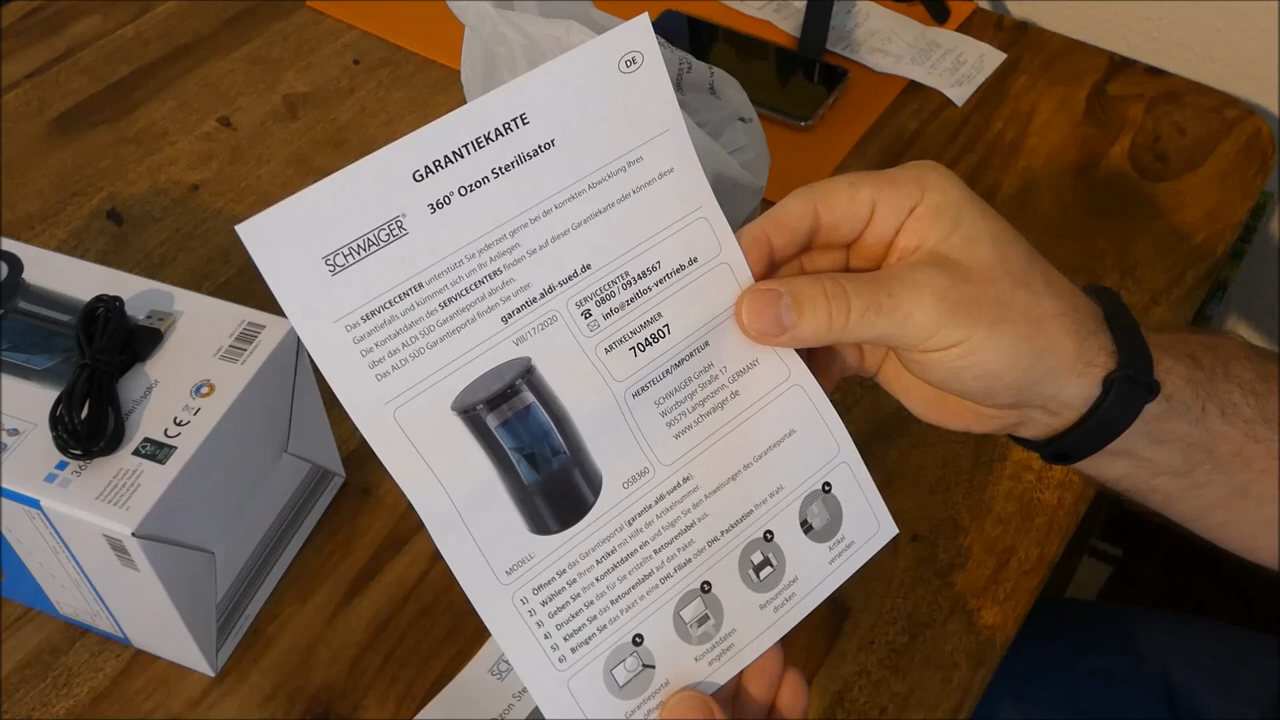 DE
GARANTIEKARTE
360° Ozon Sterilisator
SCHWAIGER®
Das SERVICECENTER unterstützt Sie jederzeit gerne bei der korrekten Abwicklung Ihres
Garantiefalls und kümmert sich um Ihr Anliegen.
Die Kontaktdaten des SERVICECENTERS finden Sie auf dieser Garantiekarte oder können diese
über das ALDI SÜD Garantieportal abrufen.
Das ALDI SÜD Garantieportal finden Sie unter:
garantie.aldi-sued.de
VIII/17/2020
MODELL:
OSB360
SERVICECENTER
0800 / 09348567
info@zeitlos-vertrieb.de
ARTIKELNUMMER
704807
HERSTELLER/IMPORTEUR
SCHWAIGER GmbH
Würzburger Straße 17
90579 Langenzenn, GERMANY
www.schwaiger.de
1) Öffnen Sie das Garantieportal (garantie.aldi-sued.de).
2) Wählen Sie Ihren Artikel mit Hilfe der Artikelnummer.
3) Geben Sie Ihre Kontaktdaten ein und folgen Sie den Anweisungen des Garantieportals.
4) Drucken Sie das für Sie erstellte Retourenlabel aus.
5) Kleben Sie das Retourenlabel auf das Paket.
6) Bringen Sie das Paket in eine DHL-Filiale oder DHL-Packstation Ihrer Wahl.
Garantieportal
öffnen
Kontaktdaten
angeben
Retourenlabel
drucken
Artikel
versenden
CE